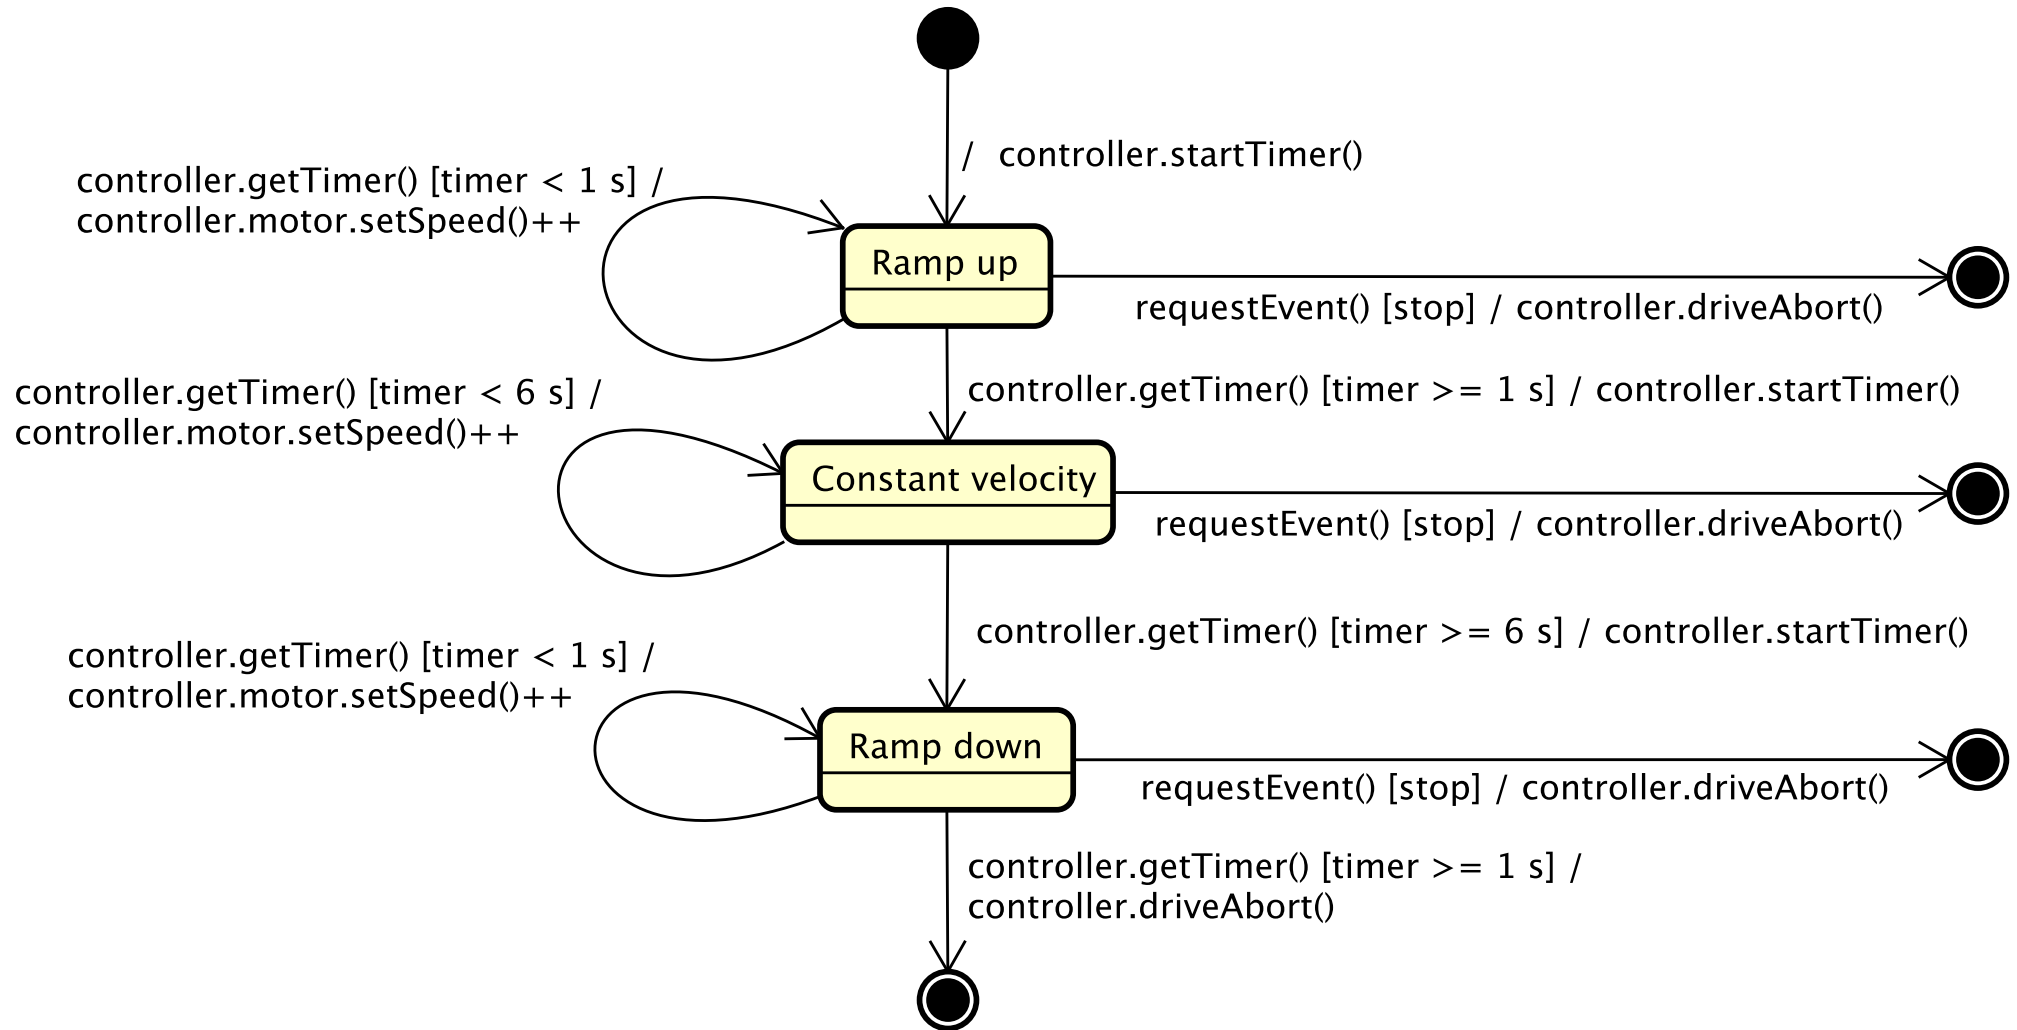 /  controller.startTimer()
controller.getTimer() [timer < 1 s] /
controller.motor.setSpeed()++
Ramp up
requestEvent() [stop] / controller.driveAbort()
controller.getTimer() [timer < 6 s] /
controller.motor.setSpeed()++
controller.getTimer() [timer >= 1 s] / controller.startTimer()
Constant velocity
requestEvent() [stop] / controller.driveAbort()
controller.getTimer() [timer >= 6 s] / controller.startTimer()
controller.getTimer() [timer < 1 s] /
controller.motor.setSpeed()++
Ramp down
requestEvent() [stop] / controller.driveAbort()
controller.getTimer() [timer >= 1 s] /
controller.driveAbort()